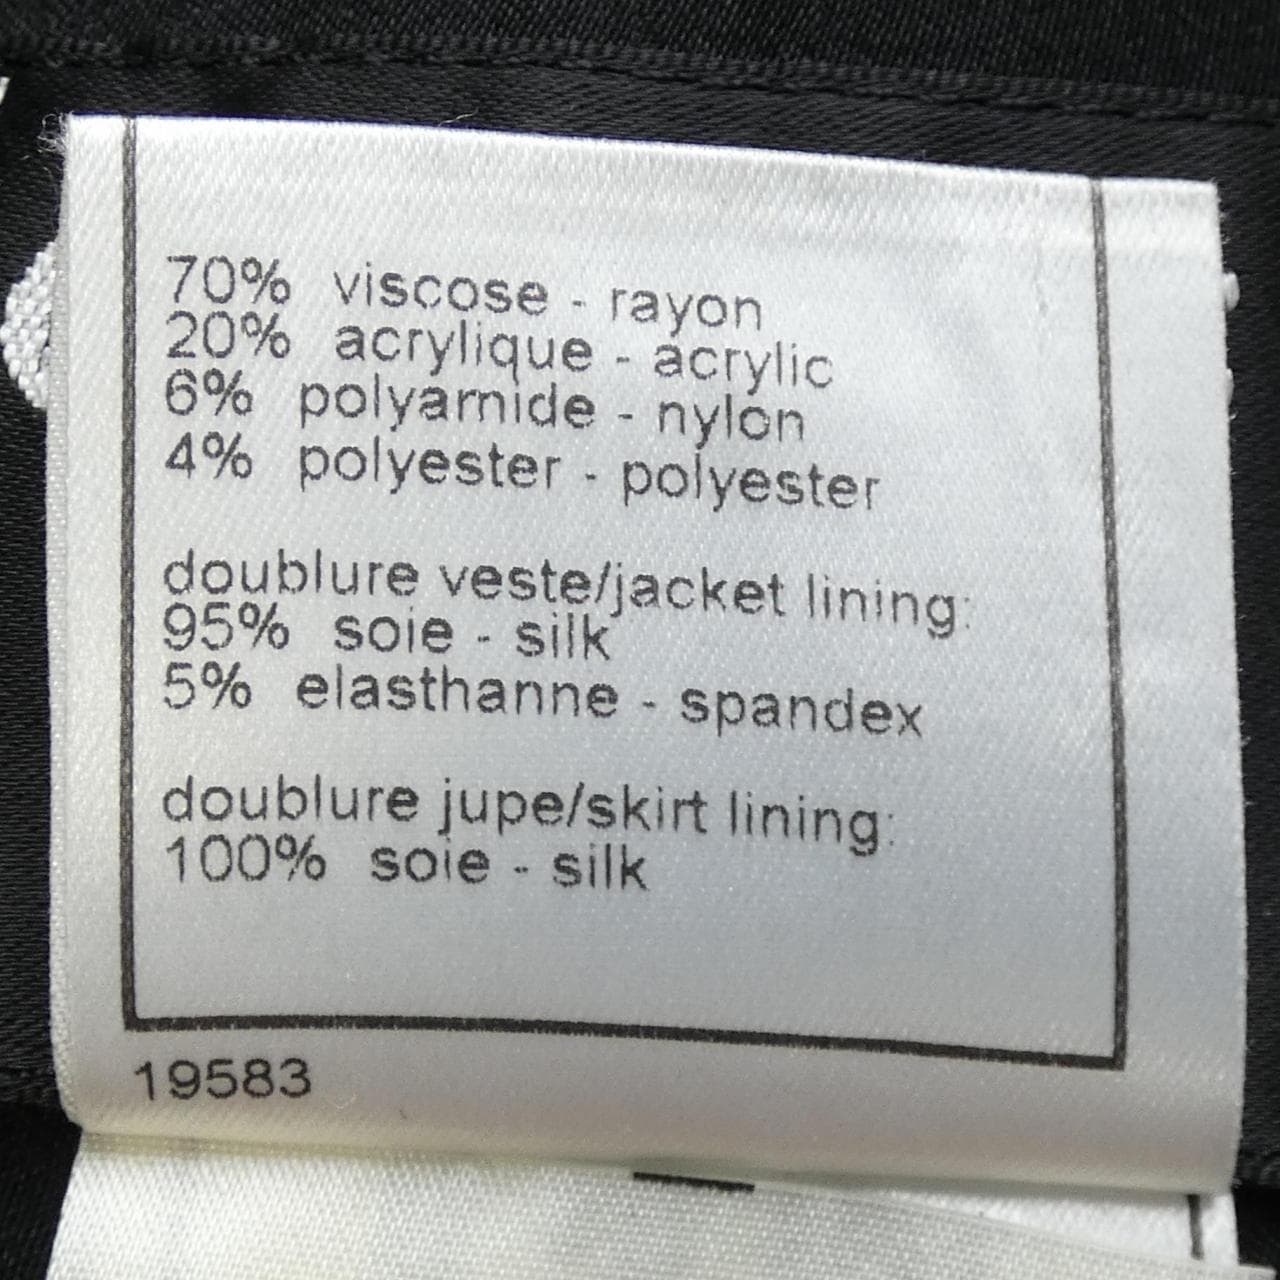 70% viscose - rayon
20% acrylique - acrylic
6% polyamide - nylon
4% polyester - polyester
doublure veste/jacket lining:
95% soie - silk
5% elasthanne - spandex
doublure jupe/skirt lining:
100% soie - silk
19583